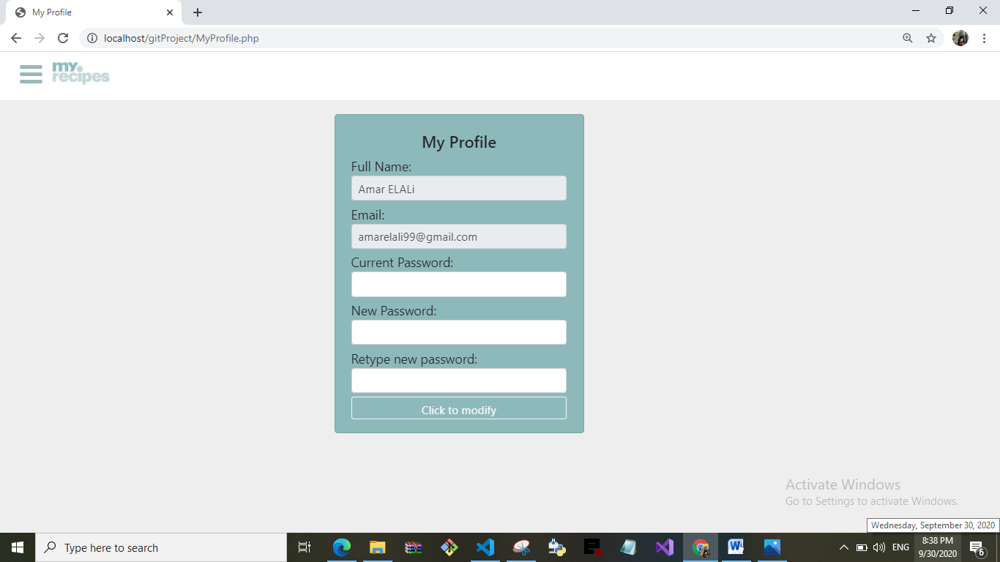 My Profile
localhost/gitProject/MyProfile.php
my.
recipes
My Profile
Full Name:
Amar ELALi
Email:
amarelali99@gmail.com
Current Password:
New Password:
Retype new password:
Click to modify
Activate Windows
Go to Settings to activate Windows.
Wednesday, September 30, 2020
Type here to search
ENG
8:38 PM
9/30/2020
6